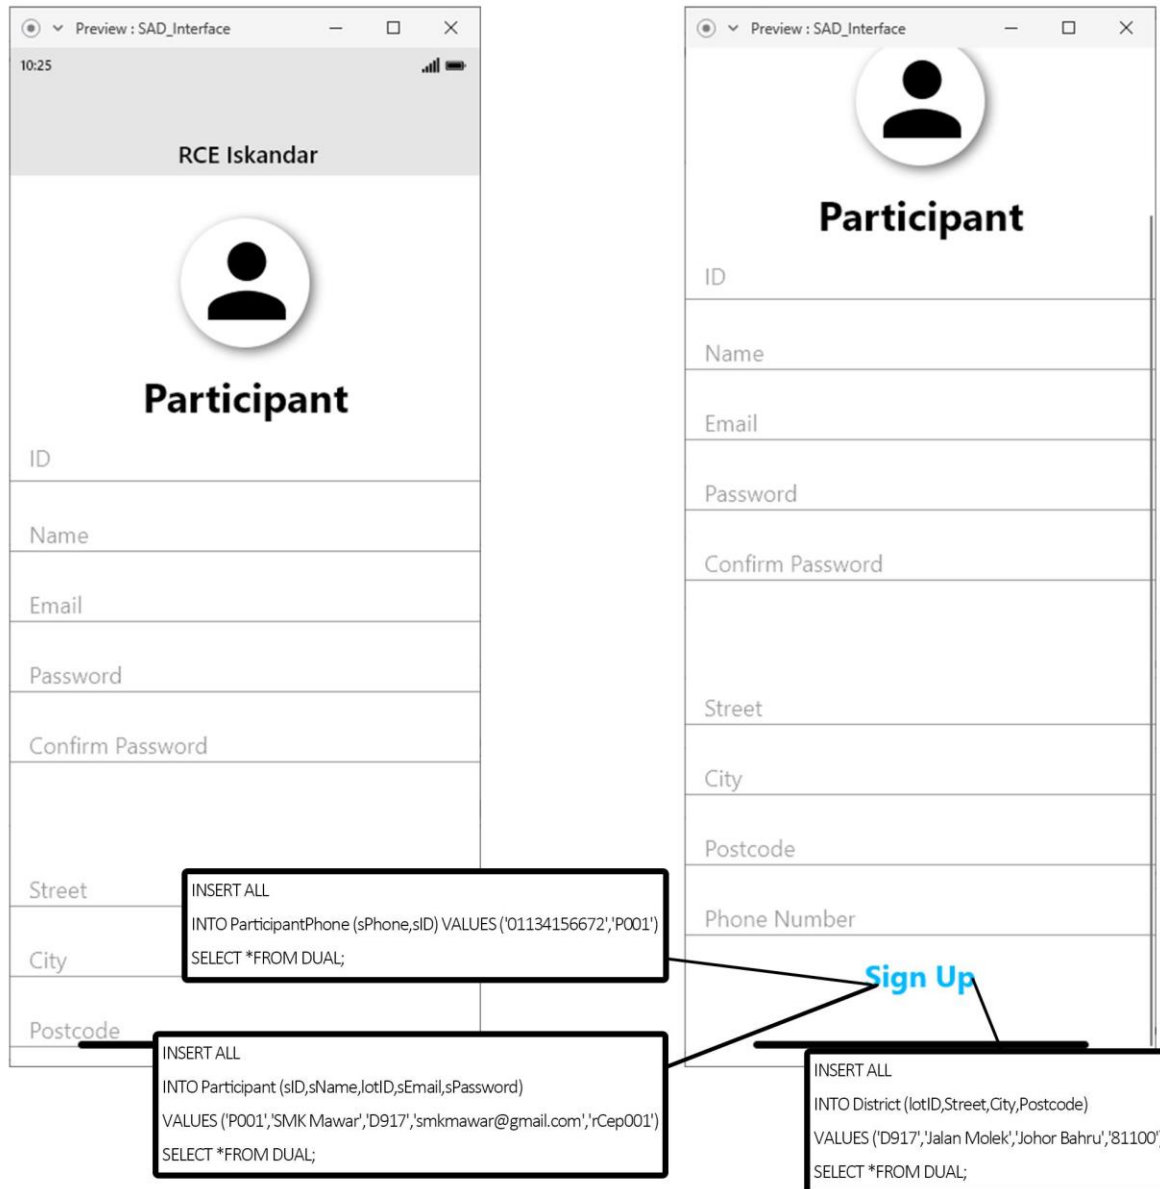 Preview : SAD_Interface
10:25
RCE Iskandar
Participant
ID
Name
Email
Password
Confirm Password
Street
City
Postcode
Preview : SAD_Interface
Participant
ID
Name
Email
Password
Confirm Password
Street
City
Postcode
Phone Number
Sign Up
INSERT ALL
INTO ParticipantPhone (sPhone,sID) VALUES ('01134156672','P001')
SELECT *FROM DUAL;
INSERT ALL
INTO Participant (sID,sName,lotID,sEmail,sPassword)
VALUES ('P001','SMK Mawar','D917','smkmawar@gmail.com','rCep001')
SELECT *FROM DUAL;
INSERT ALL
INTO District (lotID,Street,City,Postcode)
VALUES ('D917','Jalan Molek','Johor Bahru','81100')
SELECT *FROM DUAL;